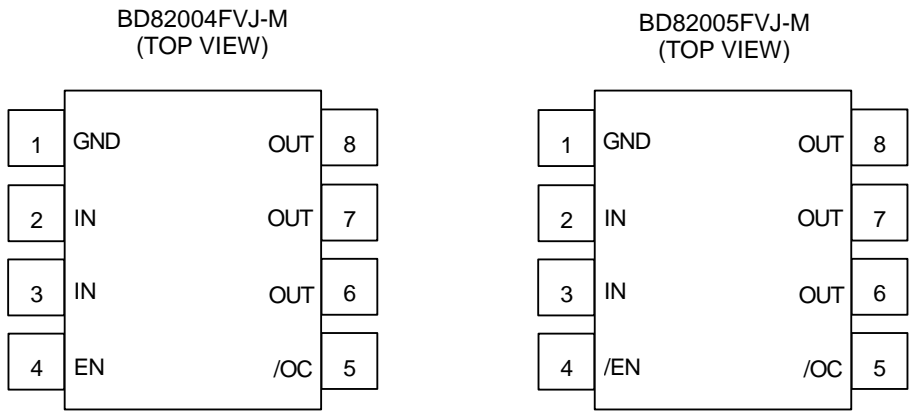 BD82004FVJ-M
(TOP VIEW)
1 GND OUT 8
2 IN OUT 7
3 IN OUT 6
4 EN /OC 5
BD82005FVJ-M
(TOP VIEW)
1 GND OUT 8
2 IN OUT 7
3 IN OUT 6
4 /EN /OC 5